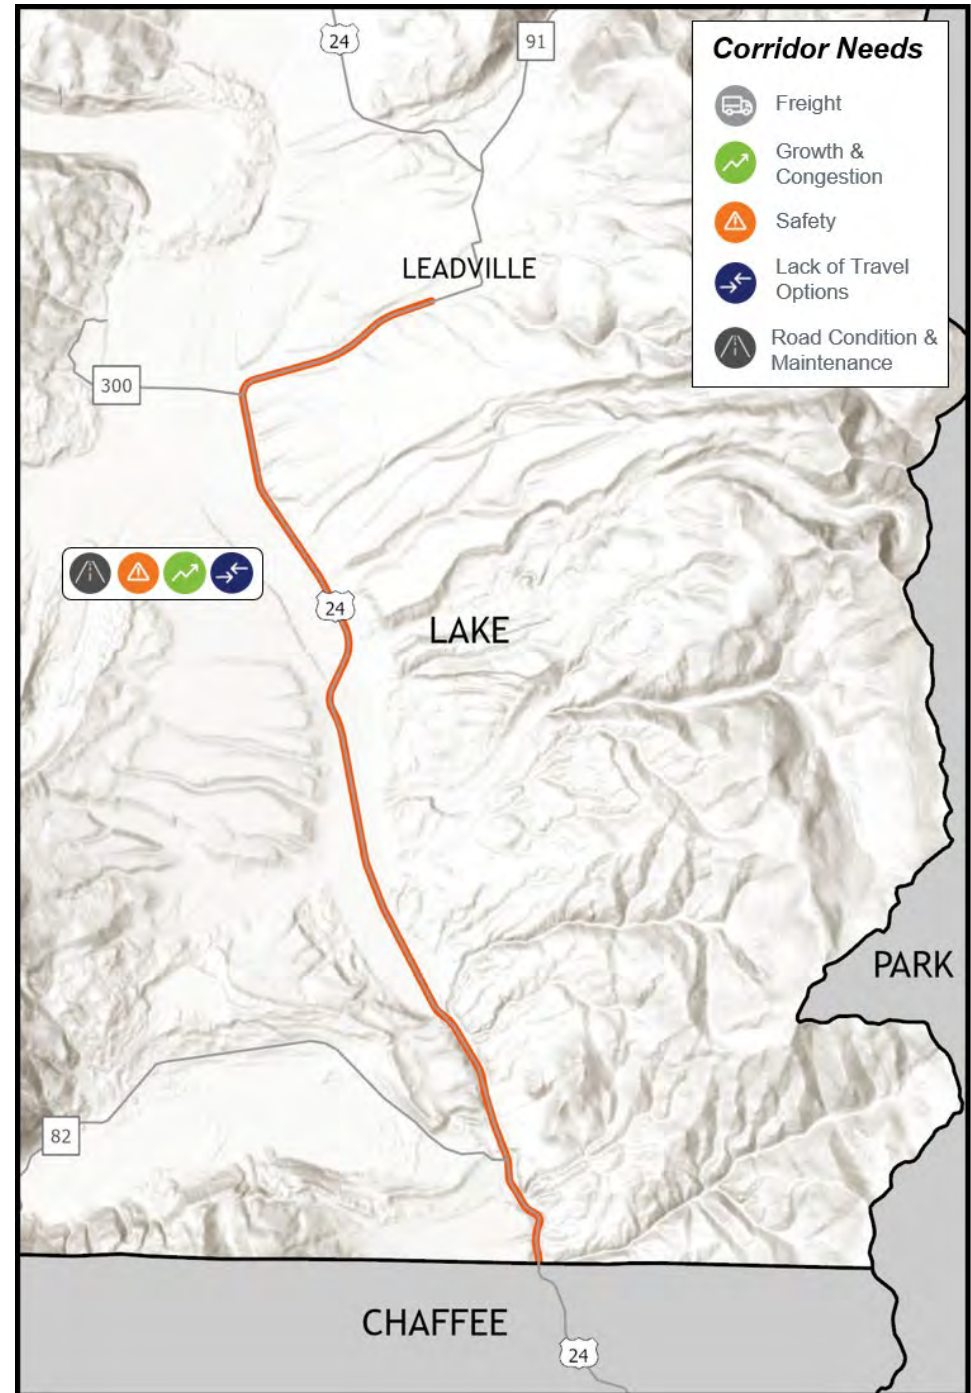 24
91
Corridor Needs
Freight
Growth &
Congestion
Safety
Lack of Travel
Options
Road Condition &
Maintenance
LEADVILLE
300
24
LAKE
PARK
82
CHAFFEE
24